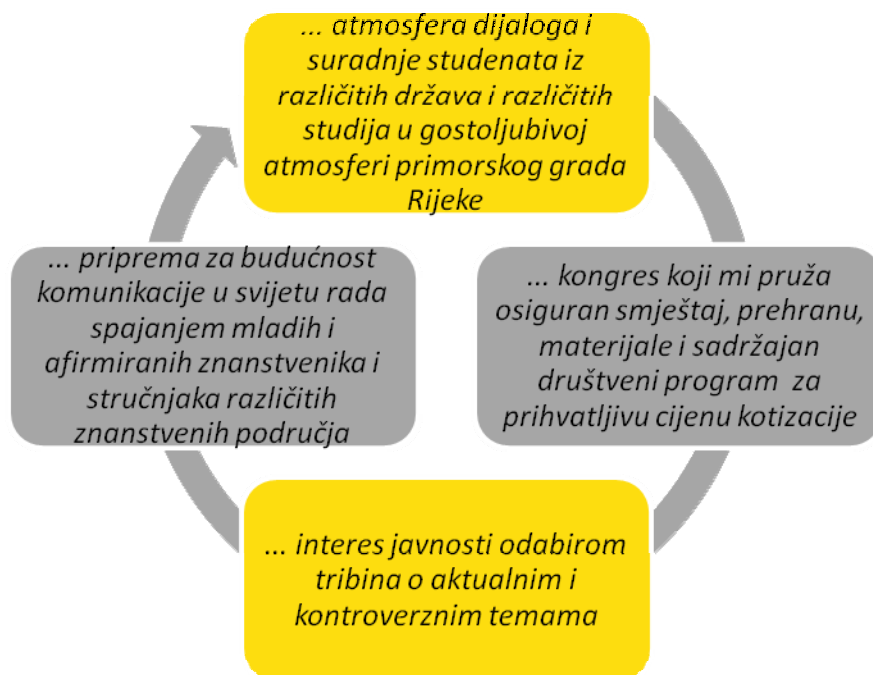 ... atmosfera dijaloga i
suradnje studenata iz
različitih država i različitih
studija u gostoljubivoj
atmosferi primorskog grada
Rijeke
... kongres koji mi pruža
osiguran smještaj, prehranu,
materijale i sadržajan
društveni program za
prihvatljivu cijenu kotizacije
... interes javnosti odabirom
tribina o aktualnim i
kontroverznim temama
... priprema za budućnost
komunikacije u svijetu rada
spajanjem mladih i
afirmiranih znanstvenika i
stručnjaka različitih
znanstvenih područja